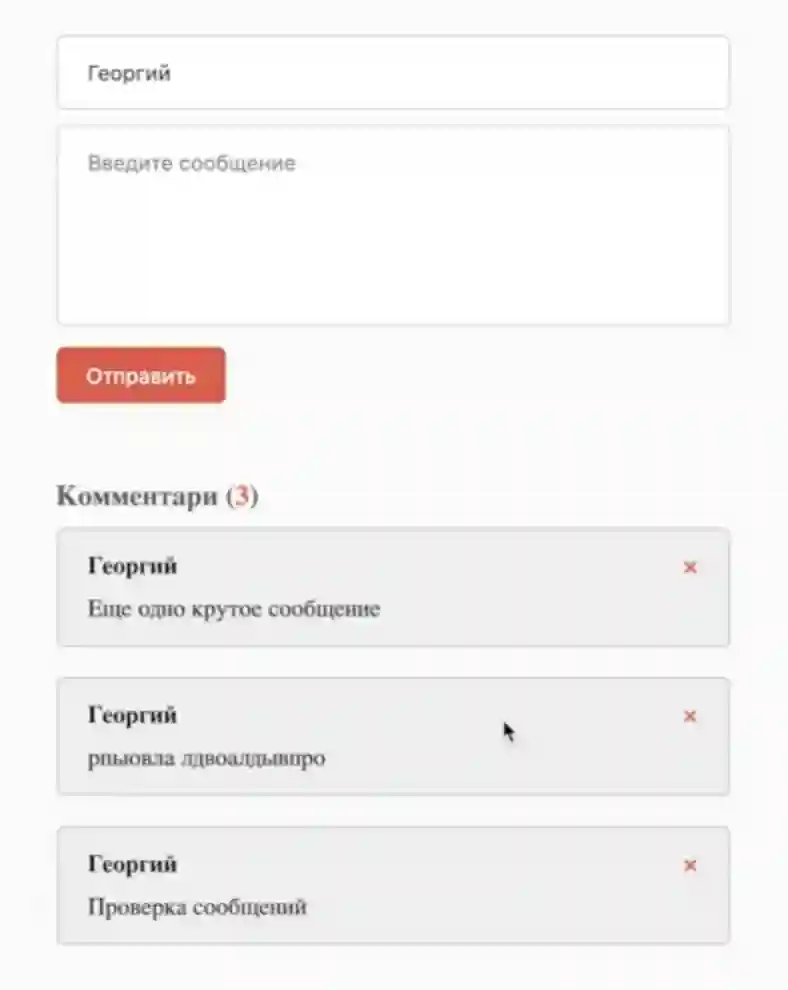 Георгий
Введите сообщение
Отправить
Комментари (3)
Георгий
×
Еще одно крутое сообщение
Георгий
×
рпыовла лдвоалдывпро
Георгий
×
Проверка сообщений